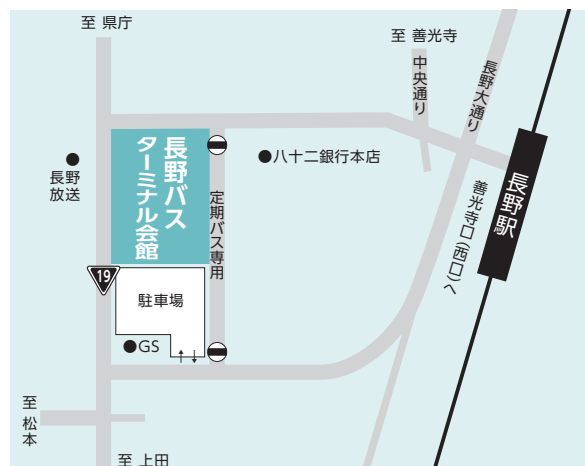 至 県庁
至 善光寺
中央通り
長野大通り
長野バス
ターミナル会館
●八十二銀行本店
長野
放送
定期バス専用
善光寺口(西口)へ
長野駅
19
駐車場
●GS
至 松本
至 上田